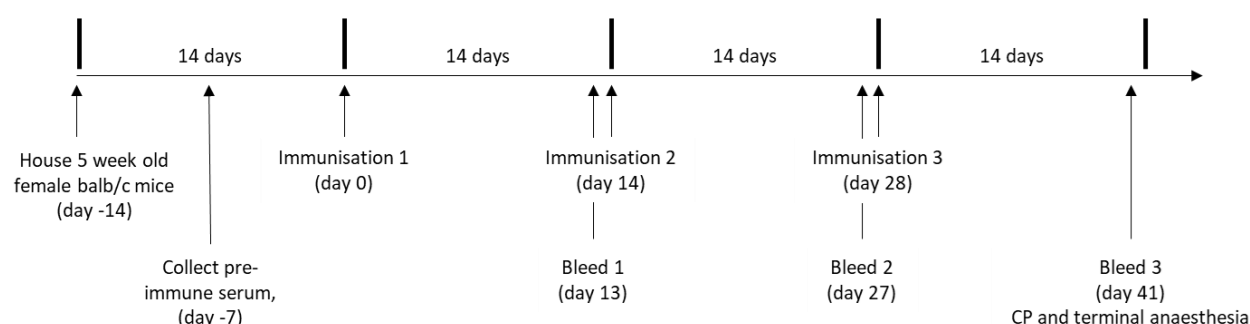 14 days
14 days
14 days
14 days
House 5 week old
female balb/c mice
(day -14)
Collect pre-
immune serum,
(day -7)
Immunisation 1
(day 0)
Immunisation 2
(day 14)
Bleed 1
(day 13)
Immunisation 3
(day 28)
Bleed 2
(day 27)
Bleed 3
(day 41)
CP and terminal anaesthesia